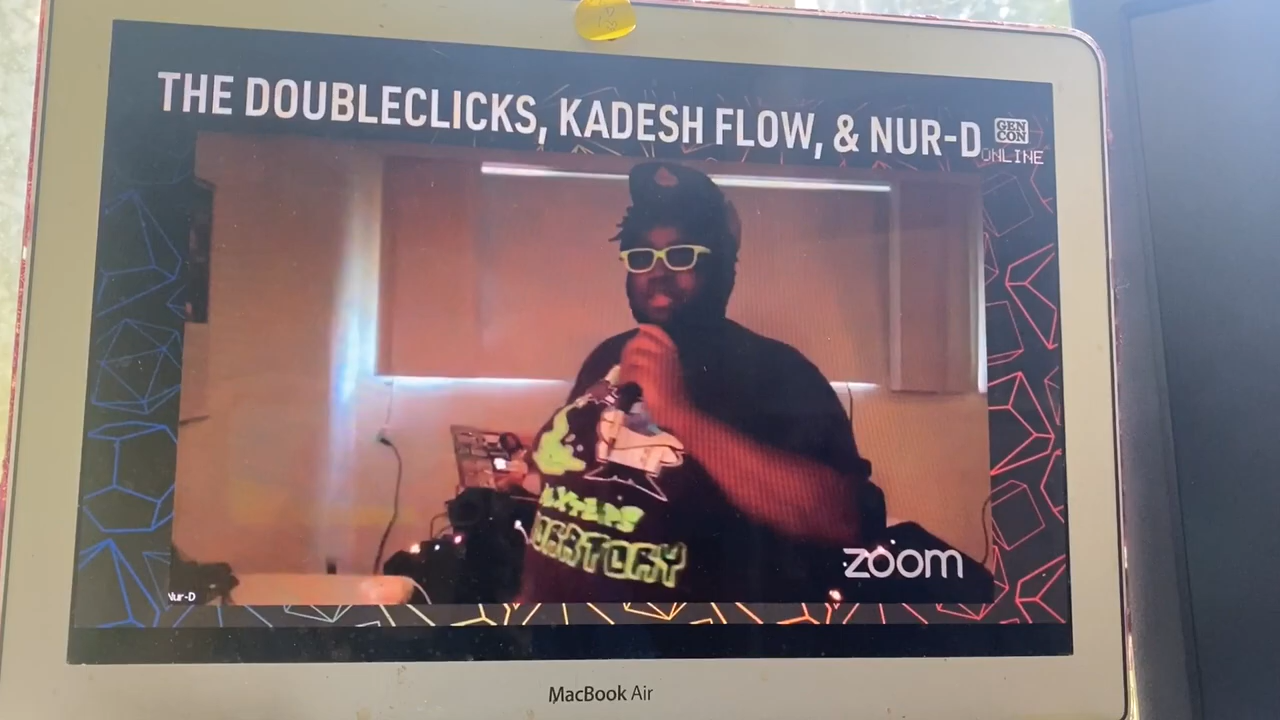 THE DOUBLECLICKS, KADESH FLOW, & NUR-D
GEN
CON
ONLINE
zoom
Nur-D
MacBook Air